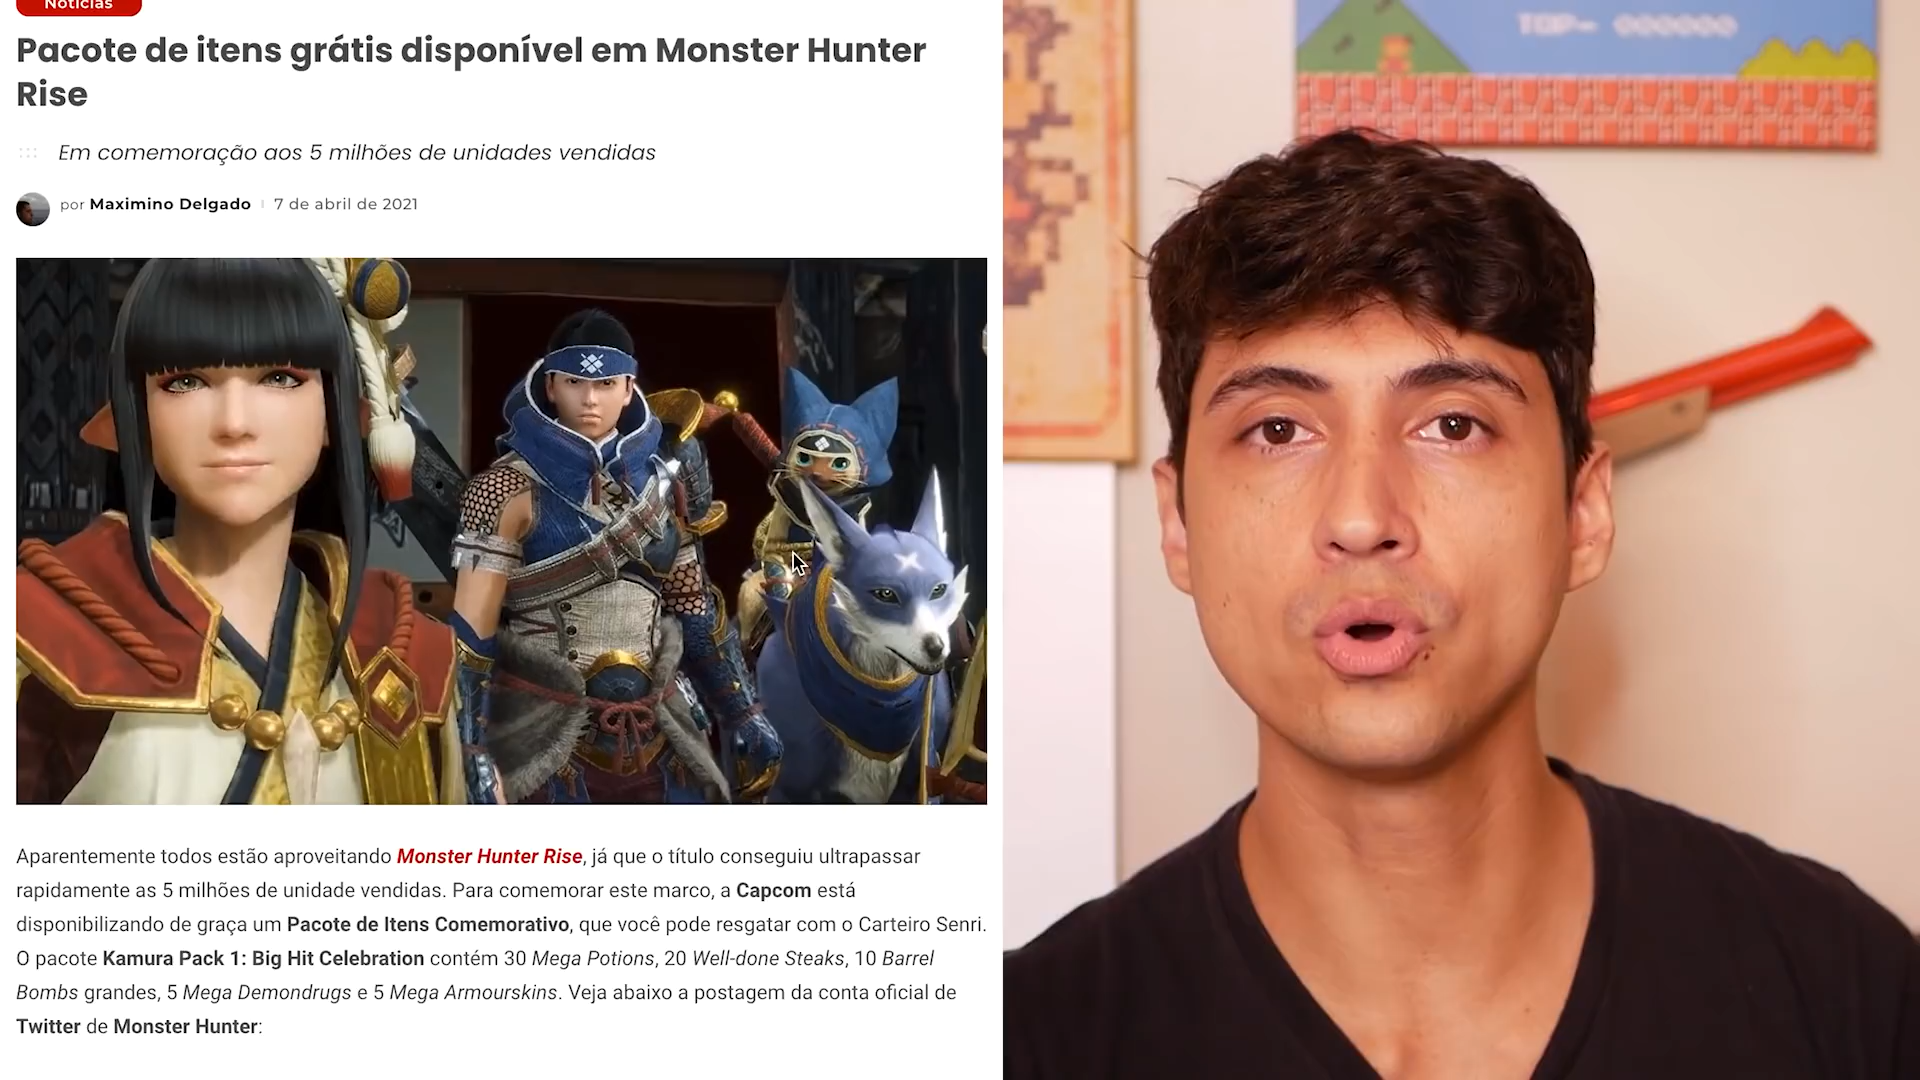 Notícias
Pacote de itens grátis disponível em Monster Hunter
Rise
Em comemoração aos 5 milhões de unidades vendidas
por Maximino Delgado 7 de abril de 2021
Aparentemente todos estão aproveitando Monster Hunter Rise, já que o título conseguiu ultrapassar
rapidamente as 5 milhões de unidade vendidas. Para comemorar este marco, a Capcom está
disponibilizando de graça um Pacote de Itens Comemorativo, que você pode resgatar com o Carteiro Senri.
O pacote Kamura Pack 1: Big Hit Celebration contém 30 Mega Potions, 20 Well-done Steaks, 10 Barrel
Bombs grandes, 5 Mega Demondrugs e 5 Mega Armourskins. Veja abaixo a postagem da conta oficial de
Twitter de Monster Hunter:
TOP- 000000